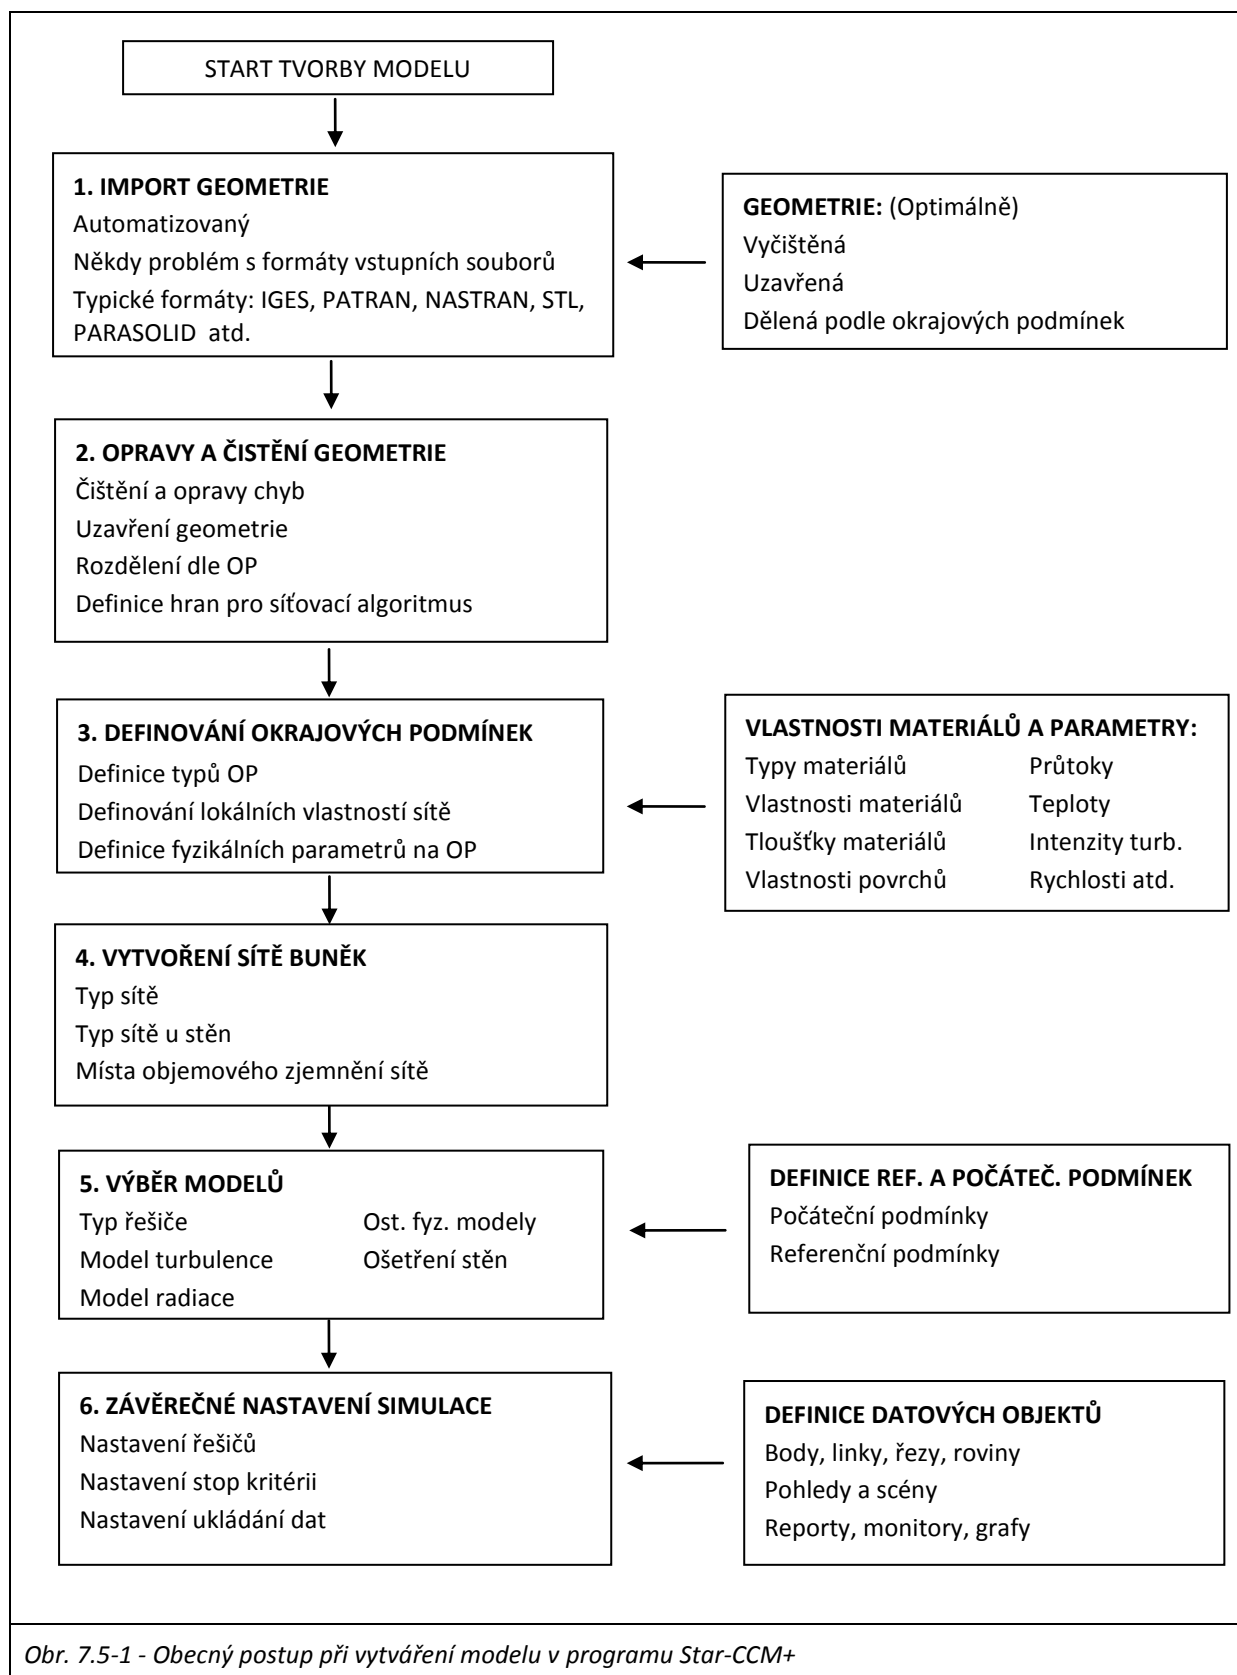 START TVORBY MODELU
1. IMPORT GEOMETRIE
Automatizovaný
Někdy problém s formáty vstupních souborů
Typické formáty: IGES, PATRAN, NASTRAN, STL,
PARASOLID atd.
GEOMETRIE: (Optimálně)
Vyčištěná
Uzavřená
Dělená podle okrajových podmínek
2. OPRAVY A ČISTĚNÍ GEOMETRIE
Čištění a opravy chyb
Uzavření geometrie
Rozdělení dle OP
Definice hran pro síťovací algoritmus
3. DEFINOVÁNÍ OKRAJOVÝCH PODMÍNEK
Definice typů OP
Definování lokálních vlastností sítě
Definice fyzikálních parametrů na OP
VLASTNOSTI MATERIÁLŮ A PARAMETRY:
Typy materiálů Průtoky
Vlastnosti materiálů Teploty
Tloušťky materiálů Intenzity turb.
Vlastnosti povrchů Rychlosti atd.
4. VYTVOŘENÍ SÍTĚ BUNĚK
Typ sítě
Typ sítě u stěn
Místa objemového zjemnění sítě
5. VÝBĚR MODELŮ
Typ řešiče Ost. fyz. modely
Model turbulence Ošetření stěn
Model radiace
DEFINICE REF. A POČÁTEČ. PODMÍNEK
Počáteční podmínky
Referenční podmínky
6. ZÁVĚREČNÉ NASTAVENÍ SIMULACE
Nastavení řešičů
Nastavení stop kritérii
Nastavení ukládání dat
DEFINICE DATOVÝCH OBJEKTŮ
Body, linky, řezy, roviny
Pohledy a scény
Reporty, monitory, grafy
Obr. 7.5-1 - Obecný postup při vytváření modelu v programu Star-CCM+